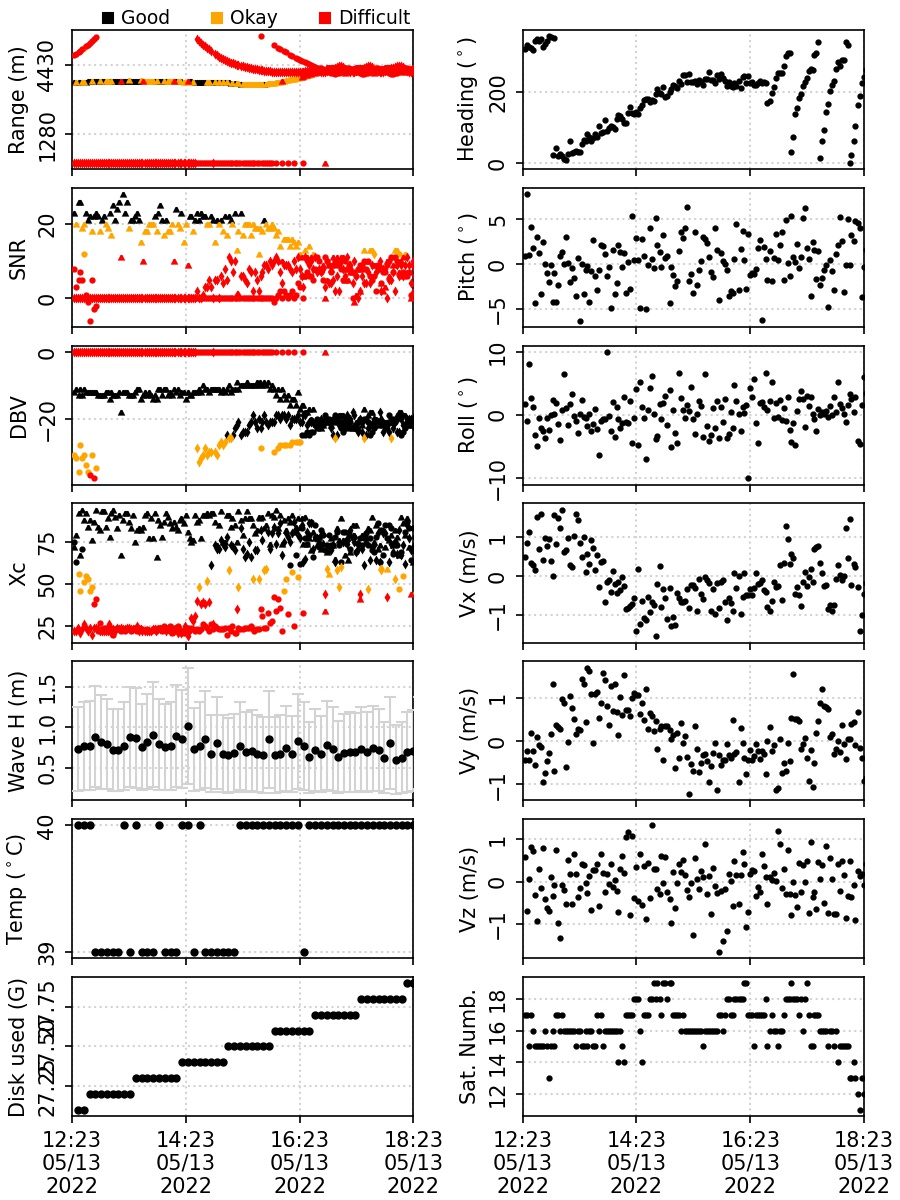 Good Okay Difficult
Range (m)
4430
1280
Heading (°)
200
0
SNR
20
0
Pitch (°)
5
0
−5
DBV
0
−20
Roll (°)
10
0
−10
Xc
75
50
25
Vx (m/s)
1
0
−1
Wave H (m)
1.5
1.0
0.5
Vy (m/s)
1
0
−1
Temp (°C)
40
39
Vz (m/s)
1
0
−1
Disk used (G)
27.75
27.50
27.25
Sat. Numb.
18
16
14
12
12:23 14:23 16:23 18:23
05/13 05/13 05/13 05/13
2022 2022 2022 2022
12:23 14:23 16:23 18:23
05/13 05/13 05/13 05/13
2022 2022 2022 2022